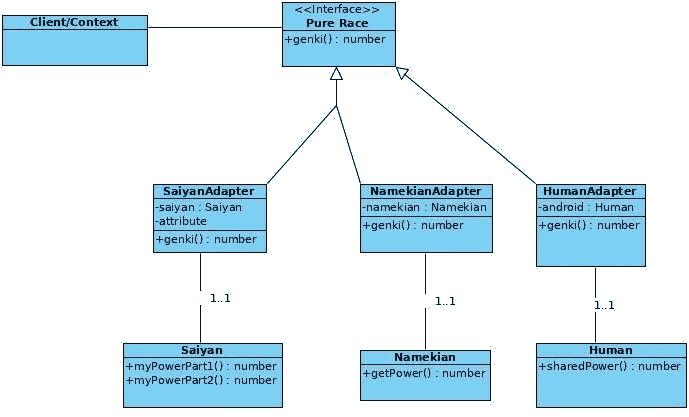 Client/Context
<<Interface>>
Pure Race
+genki() : number
SaiyanAdapter
-saiyan : Saiyan
-attribute
+genki() : number
NamekianAdapter
-namekian : Namekian
+genki() : number
HumanAdapter
-android : Human
+genki() : number
1..1
1..1
1..1
Saiyan
+myPowerPart1() : number
+myPowerPart2() : number
Namekian
+getPower() : number
Human
+sharedPower() : number